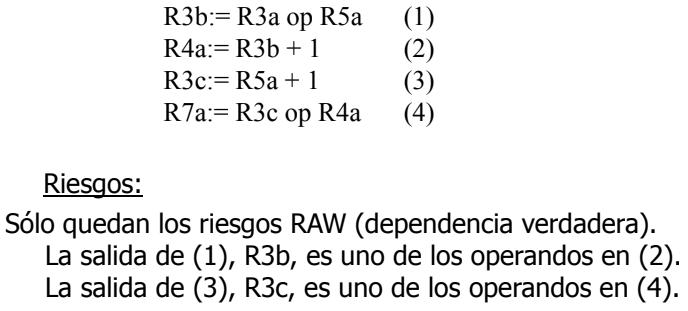 R3b:= R3a op R5a (1)
R4a:= R3b + 1 (2)
R3c:= R5a + 1 (3)
R7a:= R3c op R4a (4)
Riesgos:
Sólo quedan los riesgos RAW (dependencia verdadera).
La salida de (1), R3b, es uno de los operandos en (2).
La salida de (3), R3c, es uno de los operandos en (4).